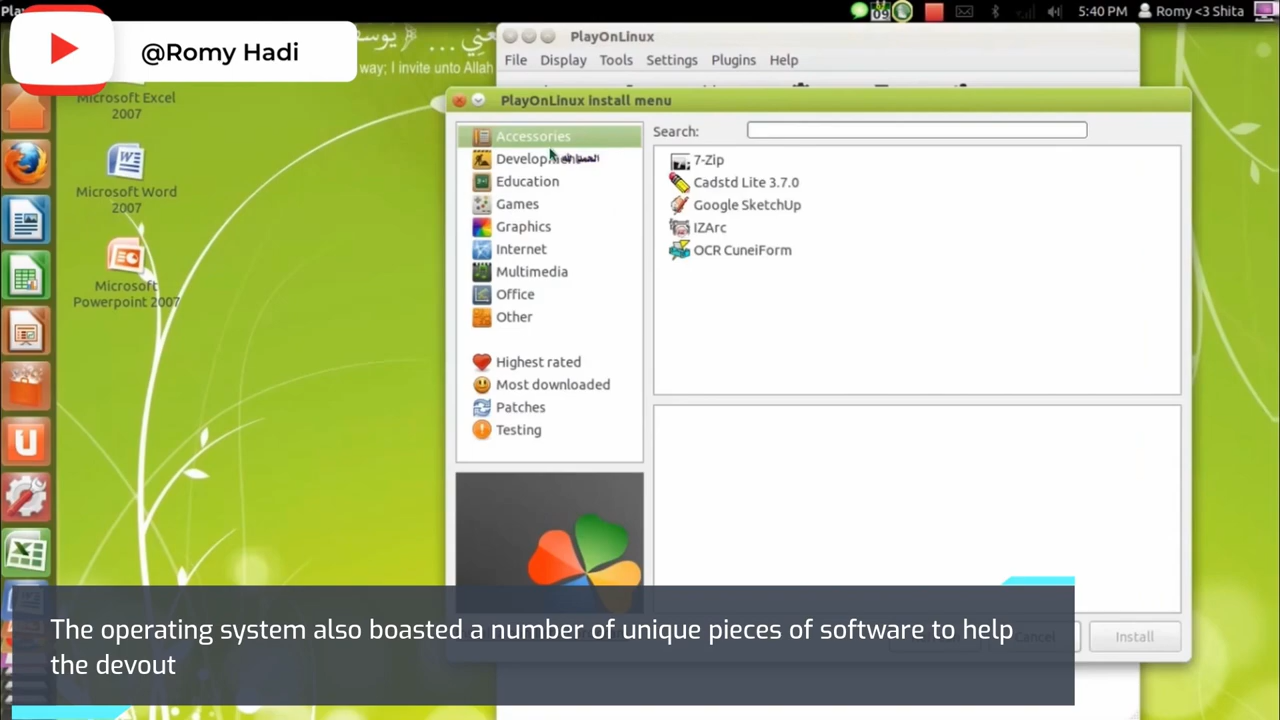 Pla
09
5:40 PM
Romy <3 Shita
@Romy Hadi
way; I invite unto Allah
PlayOnLinux
File Display Tools Settings Plugins Help
Microsoft Excel
2007
Microsoft Word
2007
Microsoft
Powerpoint 2007
PlayOnLinux install menu
Accessories
Development
Education
Games
Graphics
Internet
Multimedia
Office
Other
Highest rated
Most downloaded
Patches
Testing
Search:
7-Zip
Cadstd Lite 3.7.0
Google SketchUp
IZArc
OCR CuneiForm
Cancel
Install
The operating system also boasted a number of unique pieces of software to help
the devout